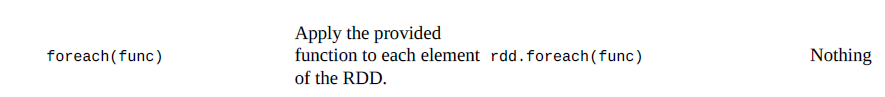 Apply the provided
foreach(func) function to each element rdd.foreach(func) Nothing
of the RDD.